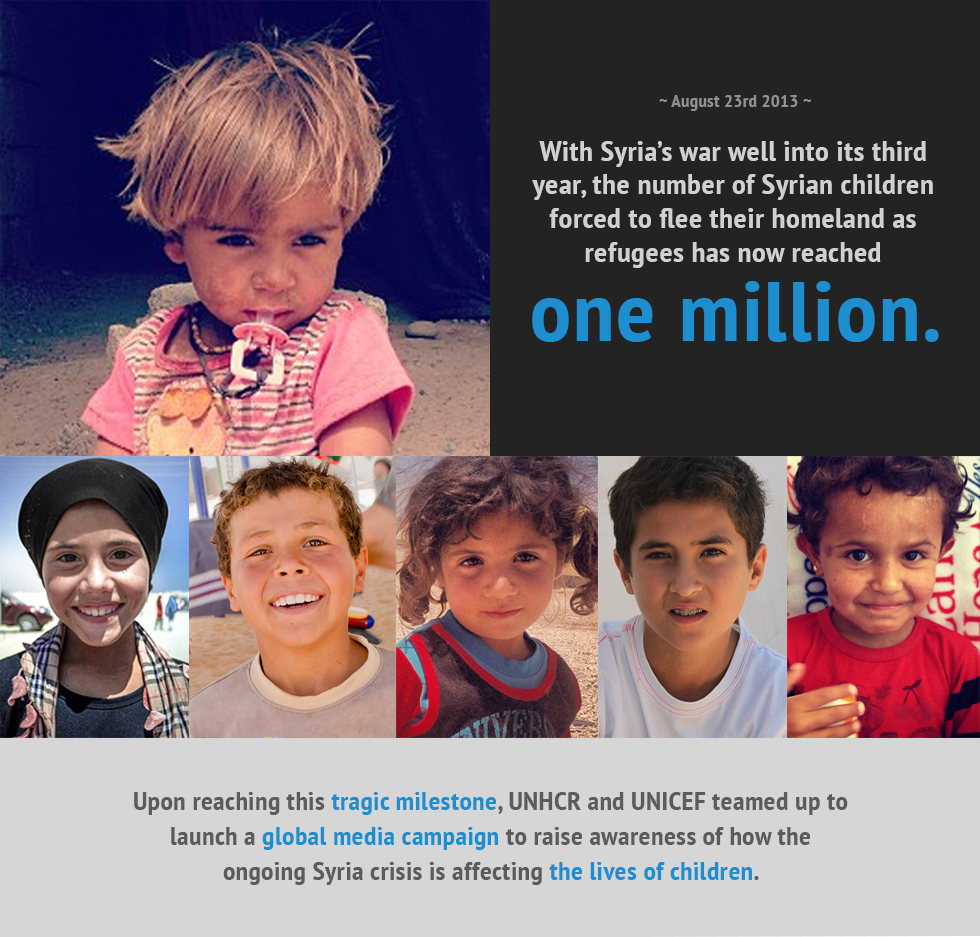 ~ August 23rd 2013 ~
With Syria’s war well into its third
year, the number of Syrian children
forced to flee their homeland as
refugees has now reached
one million.
UNIVER
Upon reaching this tragic milestone, UNHCR and UNICEF teamed up to
launch a global media campaign to raise awareness of how the
ongoing Syria crisis is affecting the lives of children.